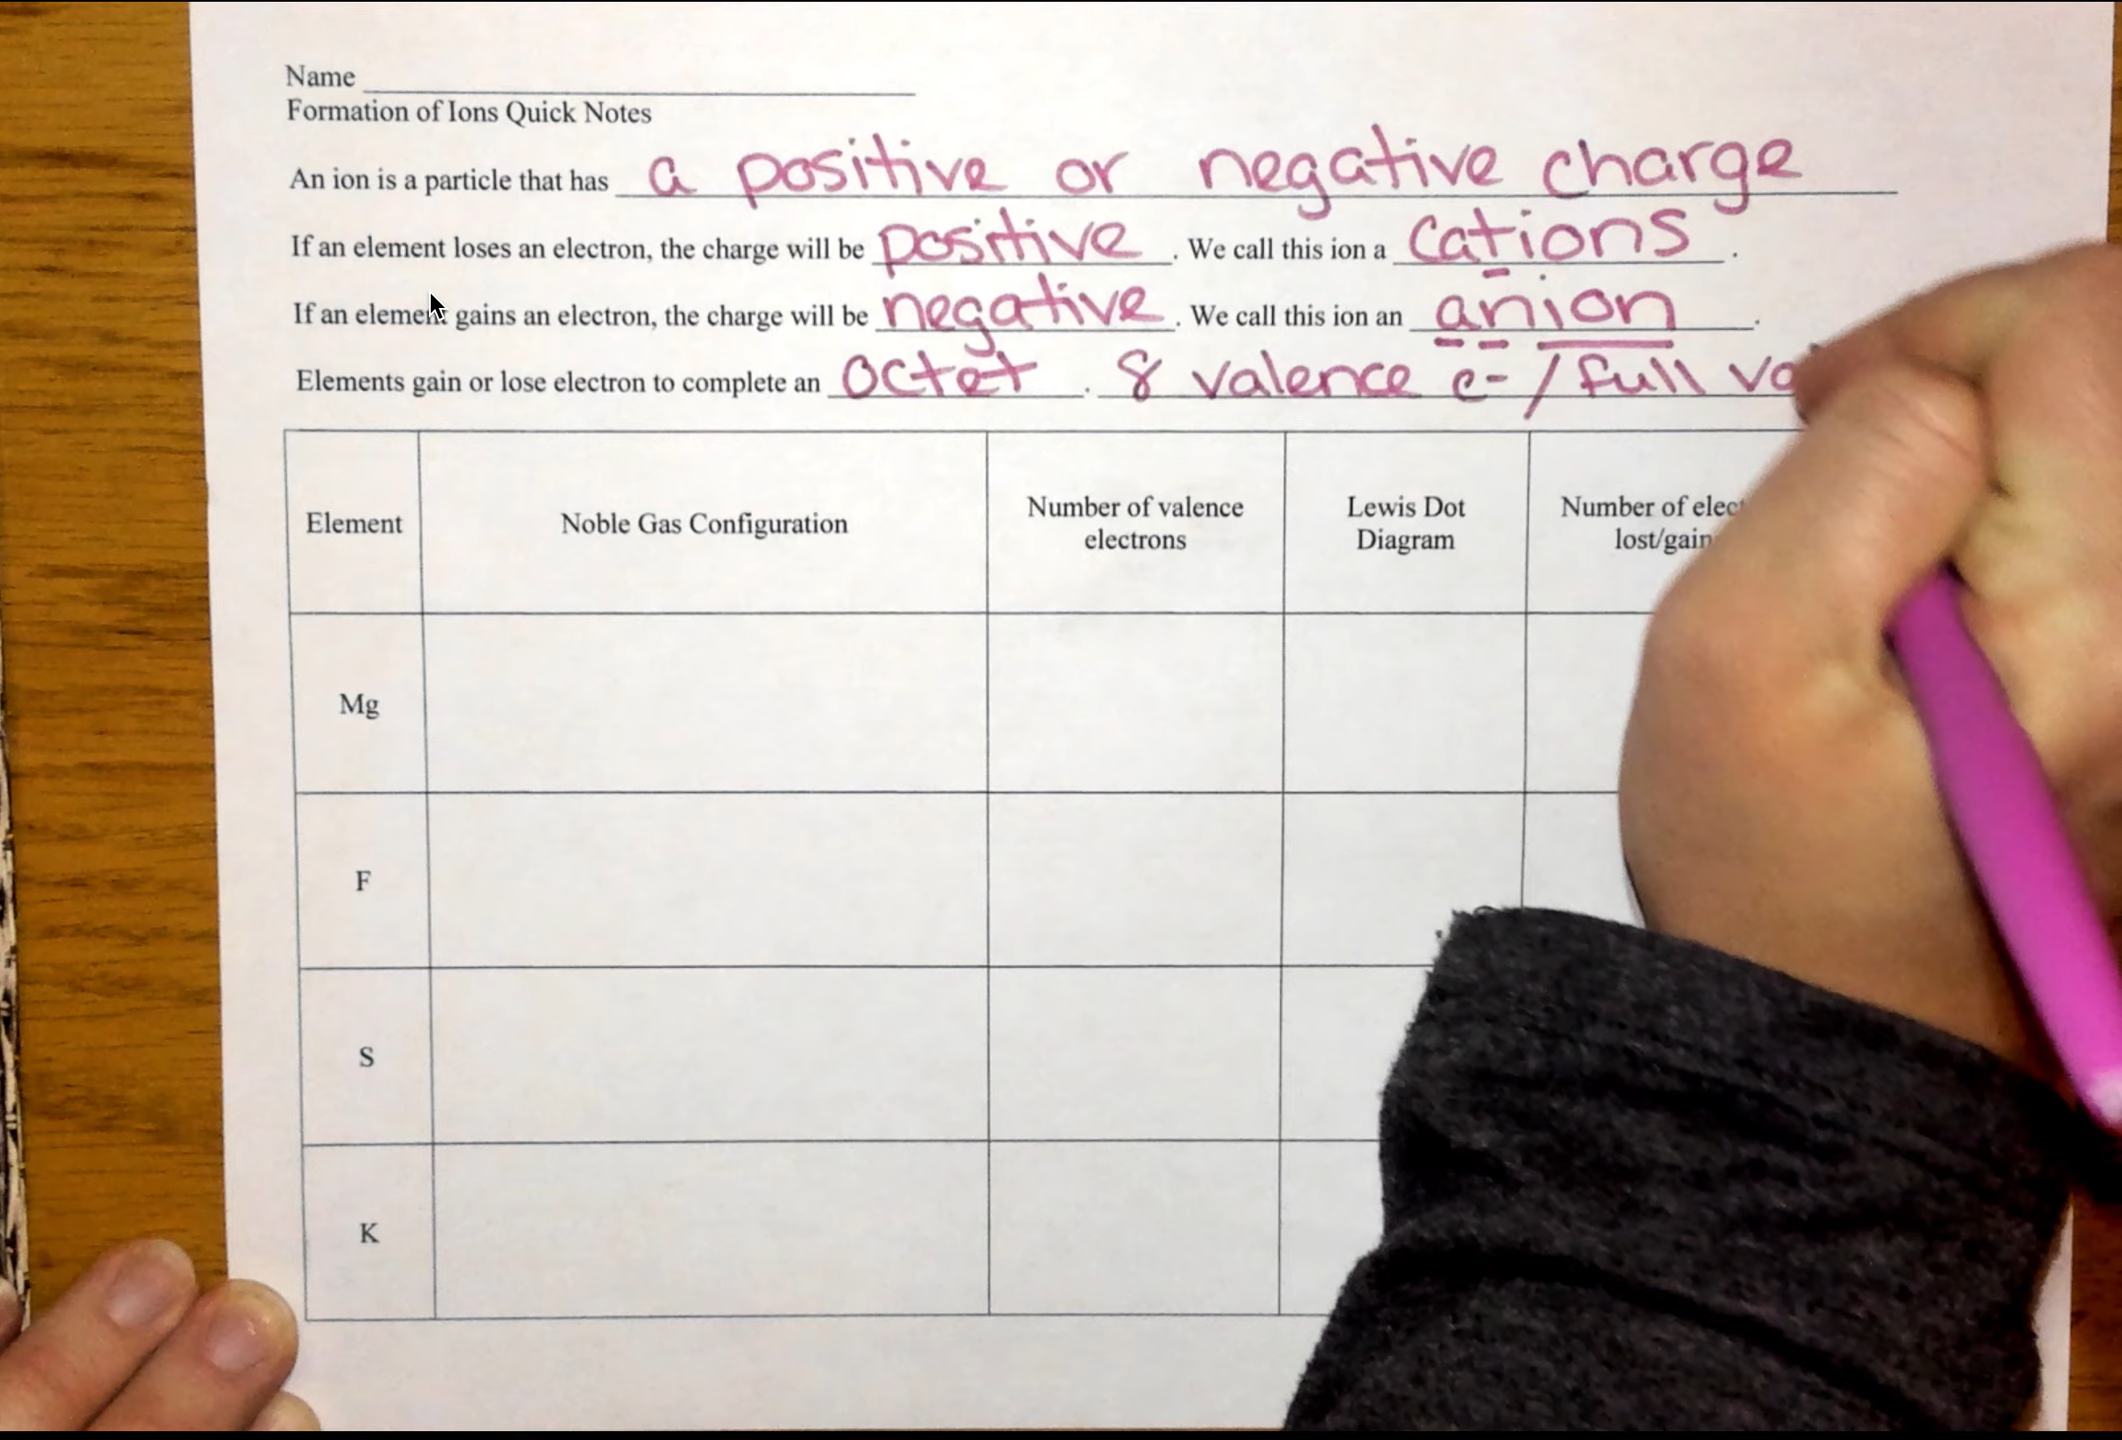 Name
Formation of Ions Quick Notes
An ion is a particle that has a positive or negative charge
If an element loses an electron, the charge will be positive. We call this ion a cations.
If an element gains an electron, the charge will be negative. We call this ion an anion.
Elements gain or lose electron to complete an octet. 8 valence e- / full
Element Noble Gas Configuration Number of valence electrons Lewis Dot Diagram Number of
Mg
F
S
K